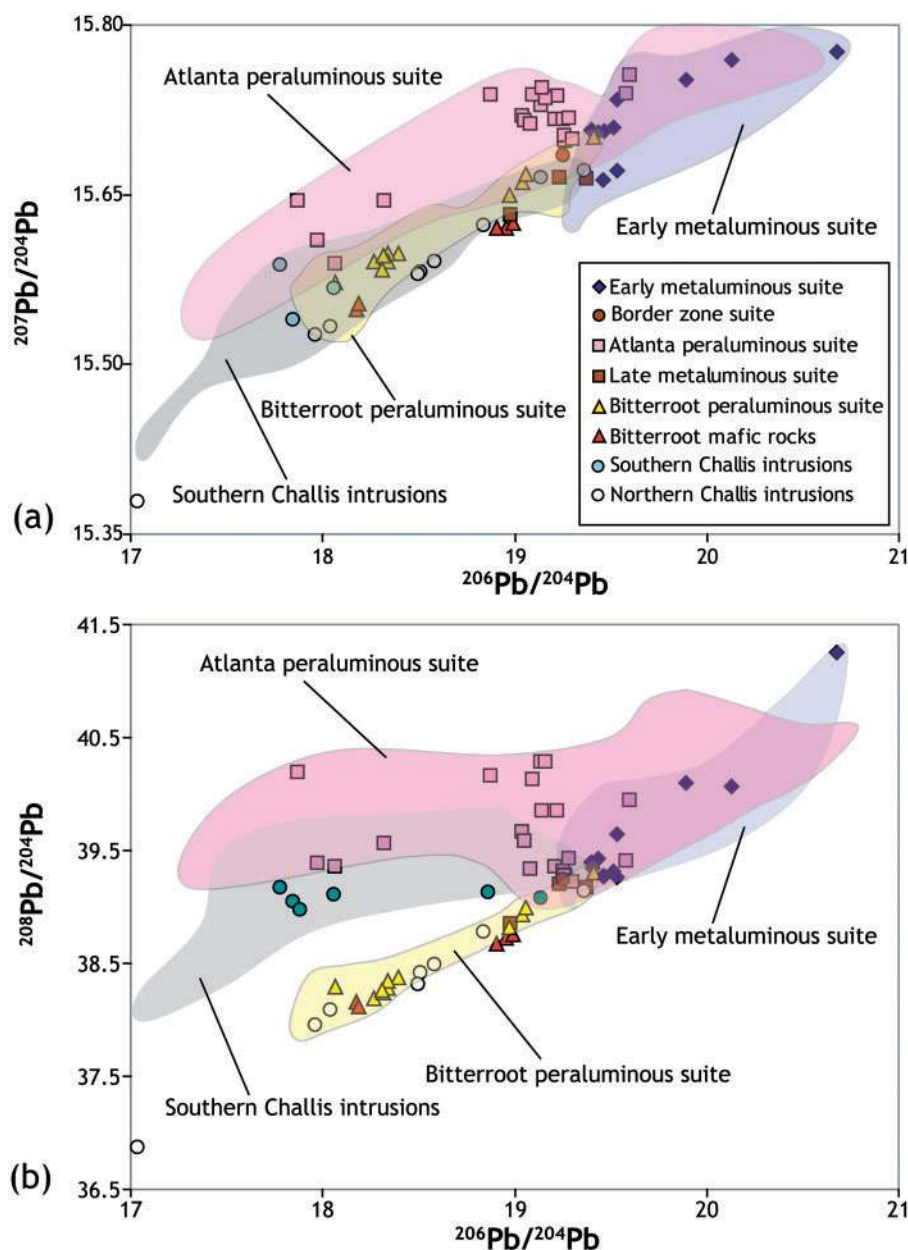 15.80
Atlanta peraluminous suite
15.65
Early metaluminous suite
²⁰⁷Pb/²⁰⁴Pb
Early metaluminous suite
Border zone suite
Atlanta peraluminous suite
Late metaluminous suite
Bitterroot peraluminous suite
Bitterroot mafic rocks
Southern Challis intrusions
Northern Challis intrusions
15.50
Bitterroot peraluminous suite
Southern Challis intrusions
(a)
15.35
17 18 19 20 21
²⁰⁶Pb/²⁰⁴Pb
41.5
Atlanta peraluminous suite
40.5
39.5
²⁰⁸Pb/²⁰⁴Pb
Early metaluminous suite
38.5
Bitterroot peraluminous suite
37.5
Southern Challis intrusions
(b)
36.5
17 18 19 20 21
²⁰⁶Pb/²⁰⁴Pb